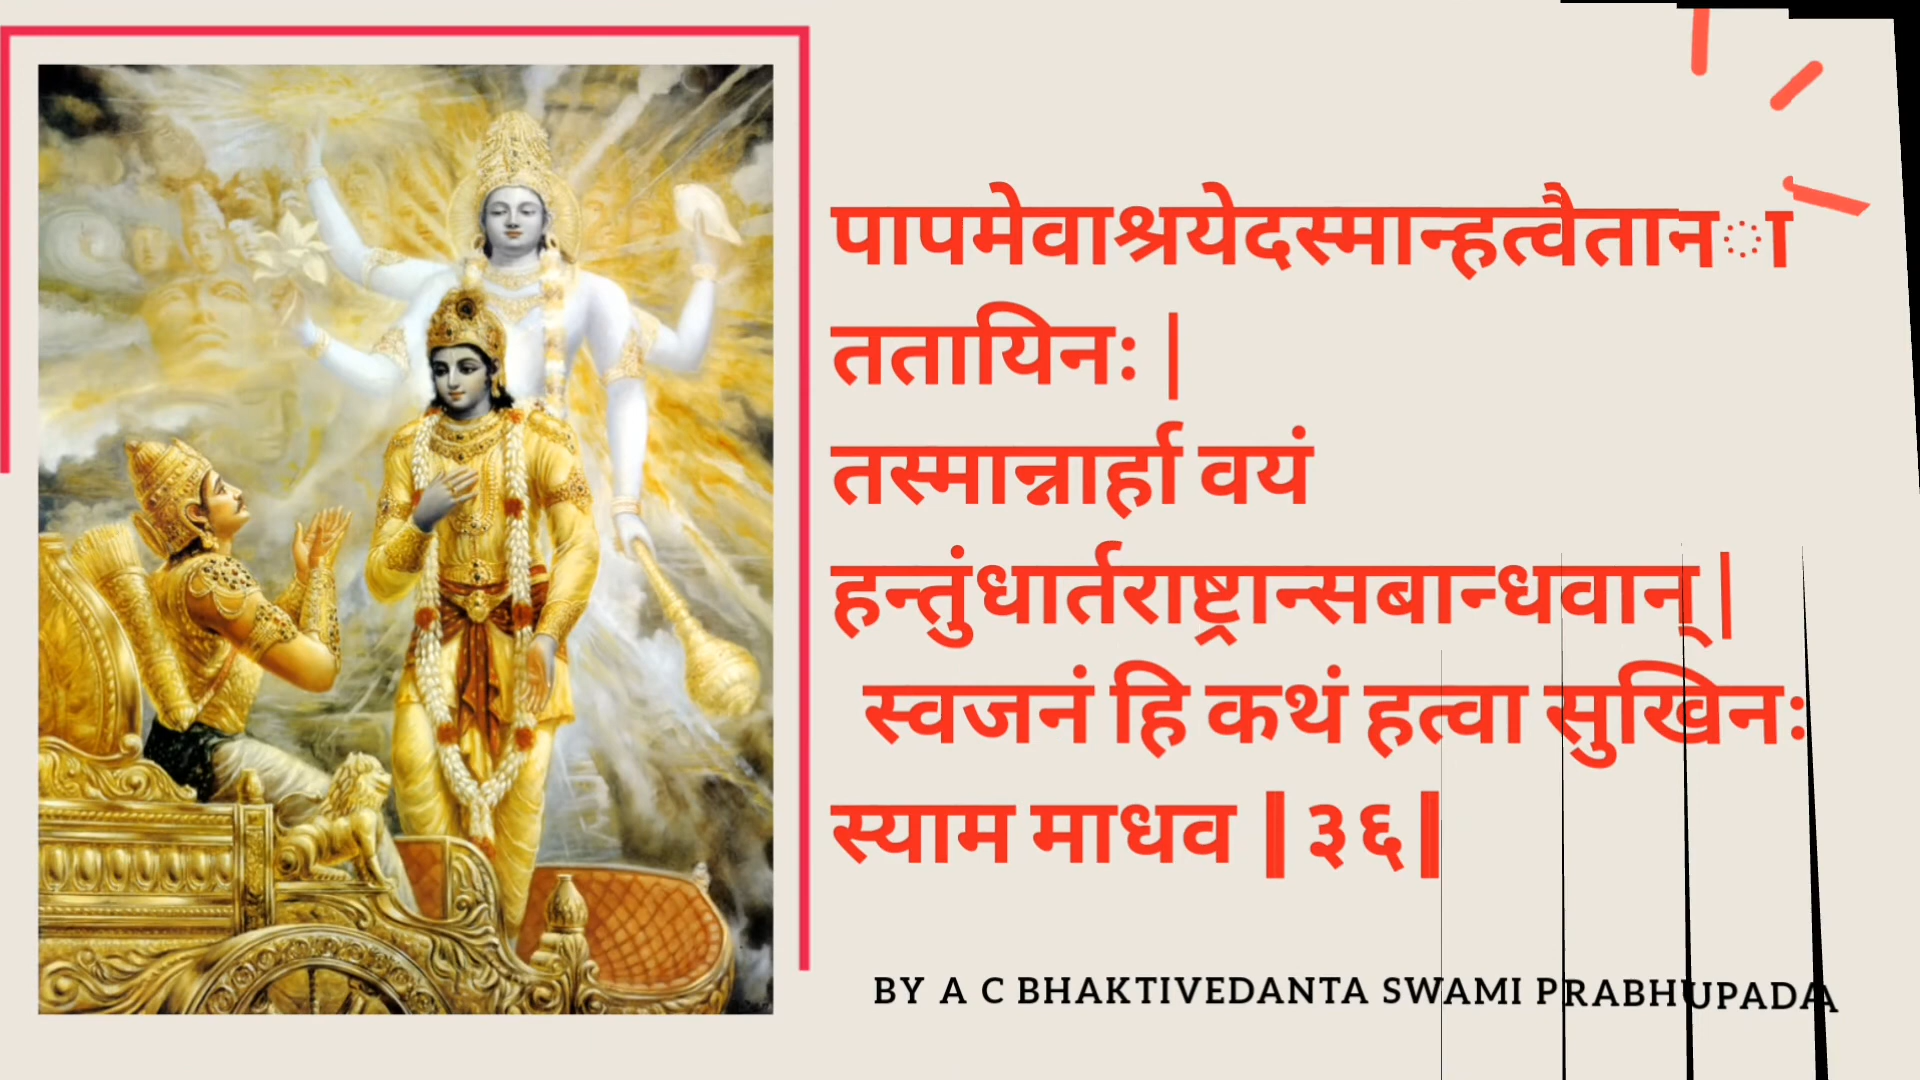 पापमेवाश्रयेदस्मान्हत्वैताना
ततायिनः |
तस्मान्नार्हा वयं
हन्तुंधार्तराष्ट्रान्सबान्धवान् |
स्वजनं हि कथं हत्वा सुखिनः
स्याम माधव ‖ ३६‖
BY A C BHAKTIVEDANTA SWAMI PRABHUPADA